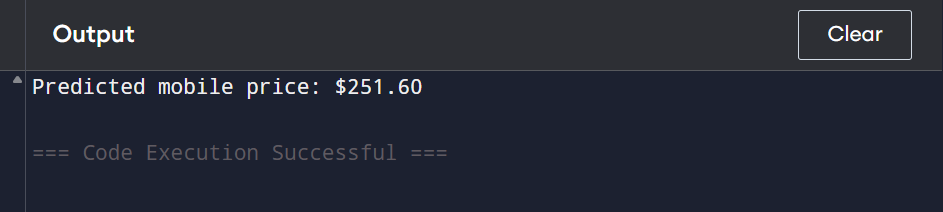 Output
Clear
Predicted mobile price: $251.60
=== Code Execution Successful ===